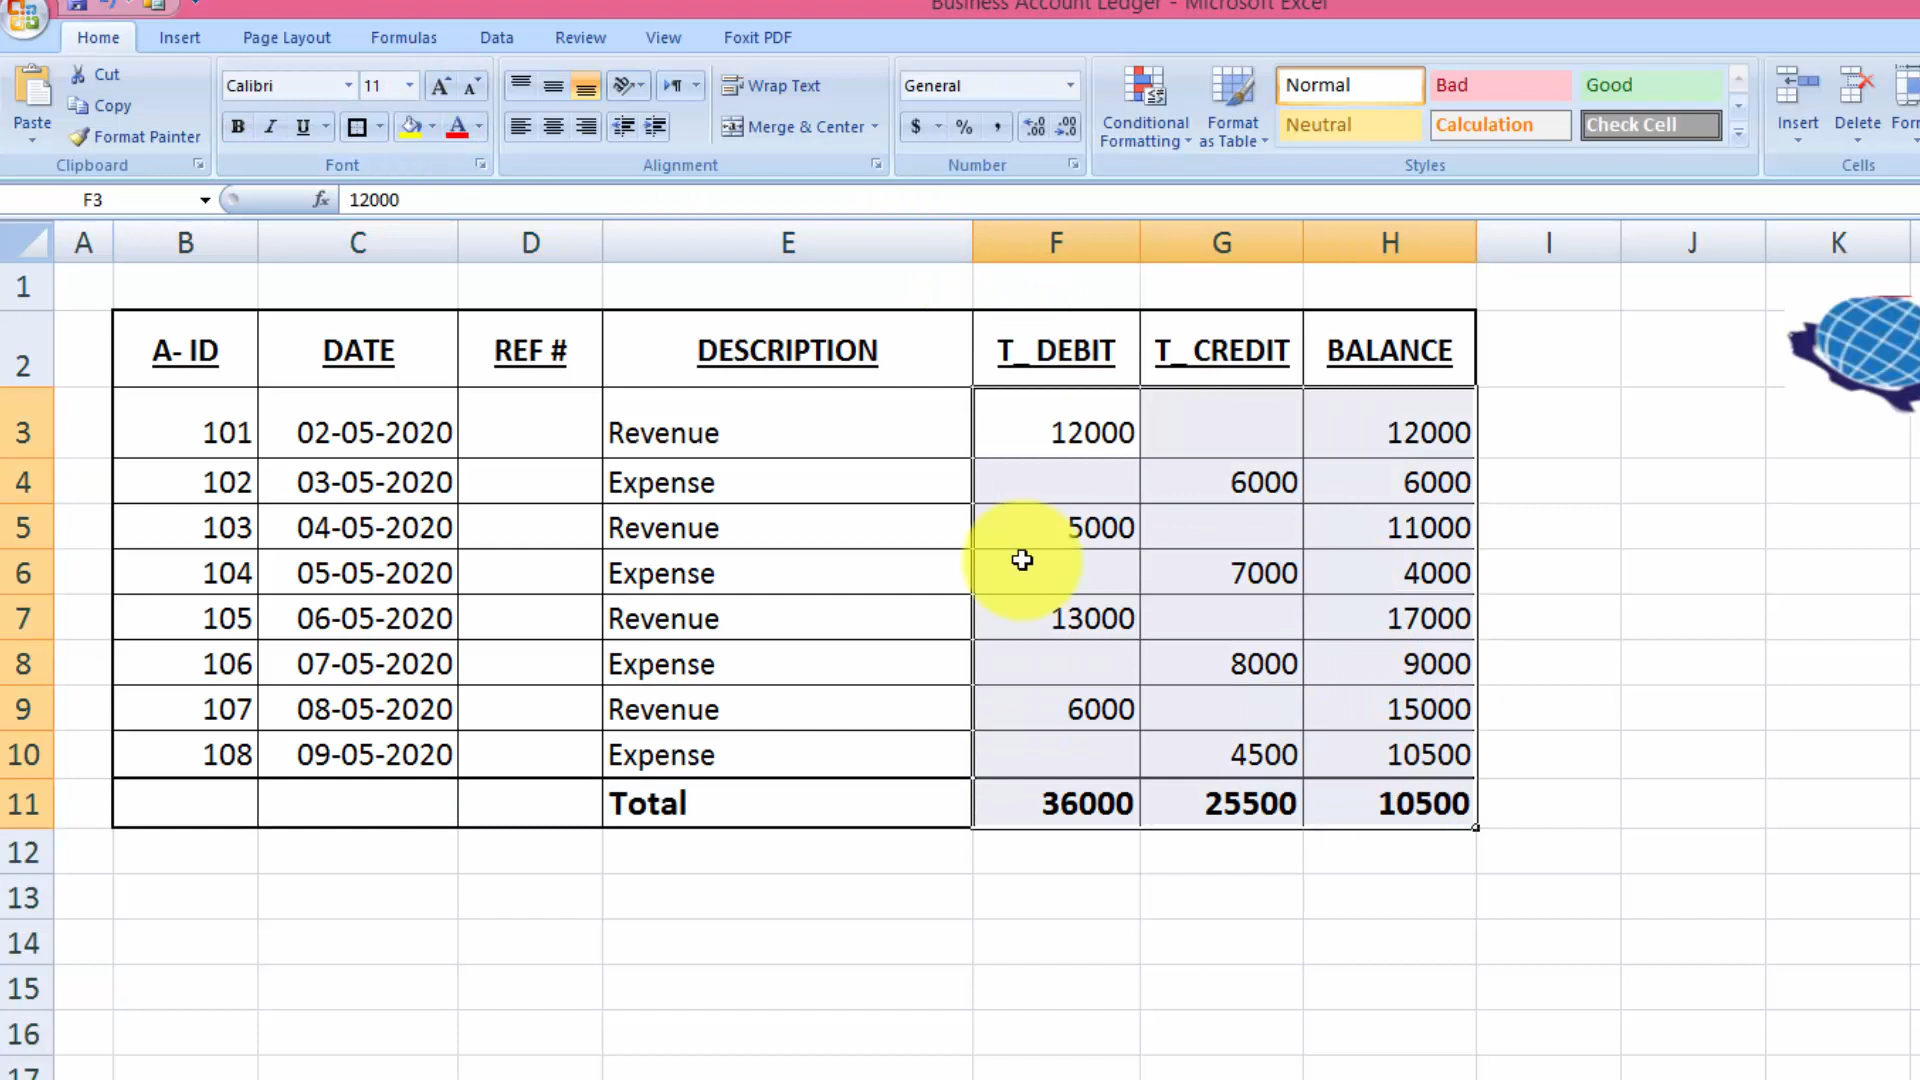 Business Account Ledger - Microsoft Excel
Home Insert Page Layout Formulas Data Review View Foxit PDF
Paste
Cut
Copy
Format Painter
Clipboard
Calibri 11
B I U
Font
Wrap Text
Merge & Center
Alignment
General
$ % ,
Number
Conditional Formatting
Format as Table
Normal Bad Good
Neutral Calculation Check Cell
Styles
Insert Delete
Cells
F3 fx 12000
A B C D E F G H I J K
1
2 A- ID DATE REF # DESCRIPTION T_ DEBIT T_ CREDIT BALANCE
3 101 02-05-2020 Revenue 12000 12000
4 102 03-05-2020 Expense 6000 6000
5 103 04-05-2020 Revenue 5000 11000
6 104 05-05-2020 Expense 7000 4000
7 105 06-05-2020 Revenue 13000 17000
8 106 07-05-2020 Expense 8000 9000
9 107 08-05-2020 Revenue 6000 15000
10 108 09-05-2020 Expense 4500 10500
11 Total 36000 25500 10500
12
13
14
15
16
17